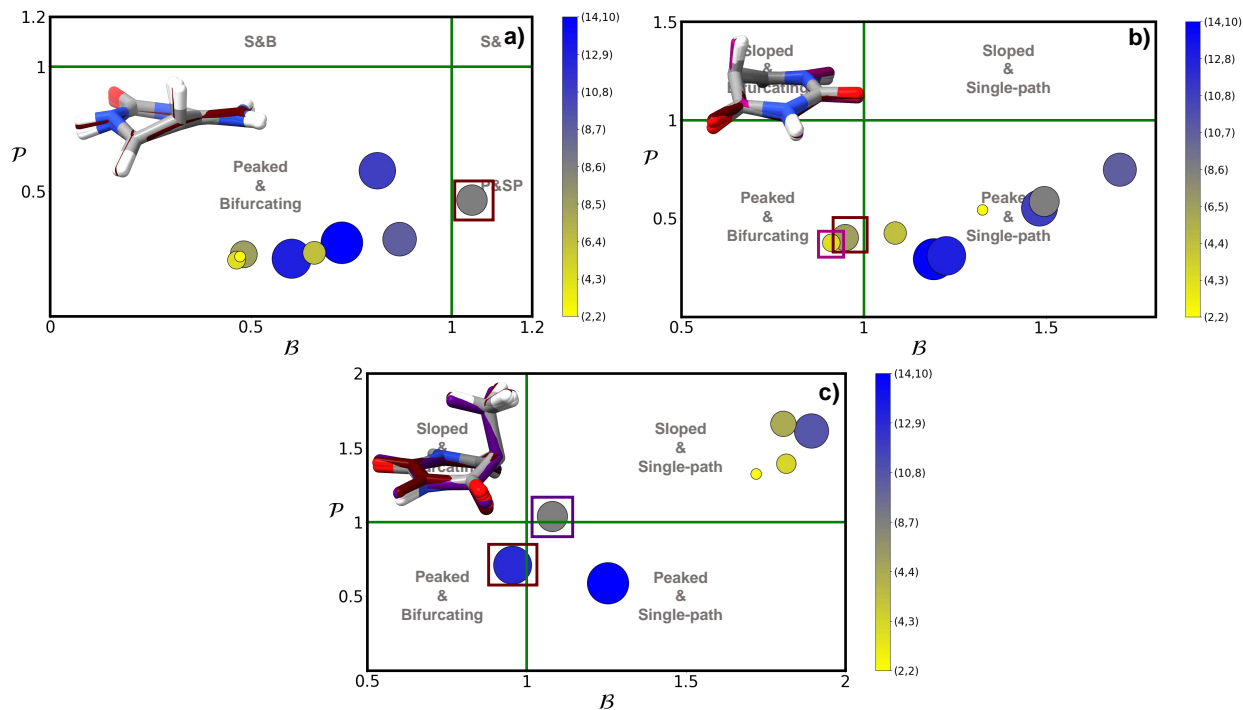 a)
1.2
1
0.5
𝒫
S&B
S&
Peaked
&
Bifurcating
P&SP
0
0.5
1
1.2
ℬ
(14,10)
(12,9)
(10,8)
(8,7)
(8,6)
(8,5)
(6,4)
(4,3)
(2,2)
b)
1.5
1
0.5
𝒫
Sloped
&
Bifurcating
Sloped
&
Single-path
Peaked
&
Bifurcating
Peaked
&
Single-path
0.5
1
1.5
ℬ
(14,10)
(12,9)
(10,8)
(10,7)
(8,6)
(6,5)
(4,4)
(4,3)
(2,2)
c)
2
1.5
1
0.5
𝒫
Sloped
&
Bifurcating
Sloped
&
Single-path
Peaked
&
Bifurcating
Peaked
&
Single-path
0.5
1
1.5
2
ℬ
(14,10)
(12,9)
(10,8)
(8,7)
(4,4)
(4,3)
(2,2)